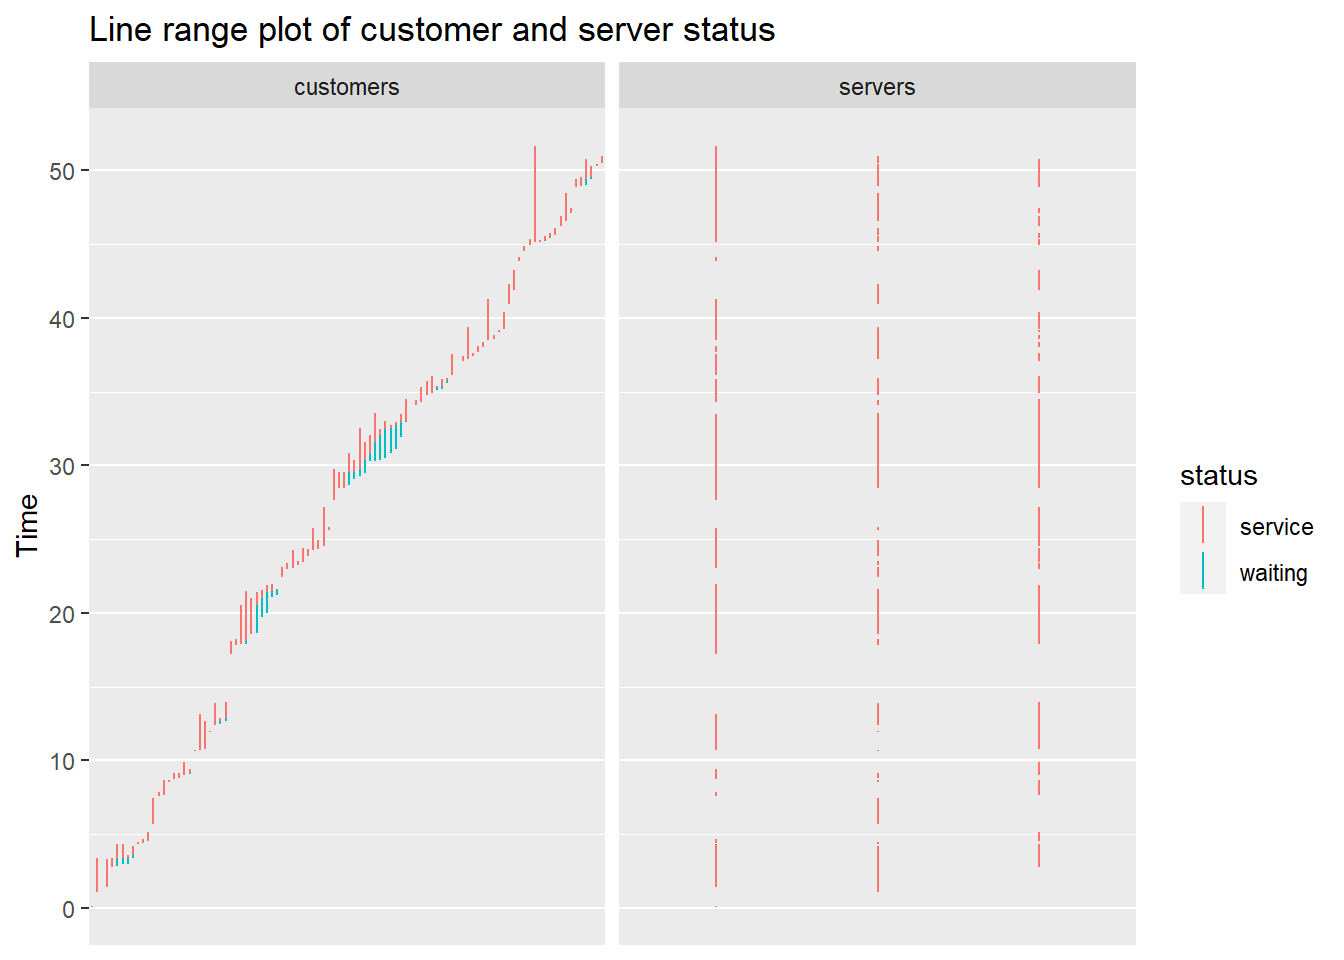 Line range plot of customer and server status
customers
servers
50
40
30
20
10
0
Time
status
service
waiting